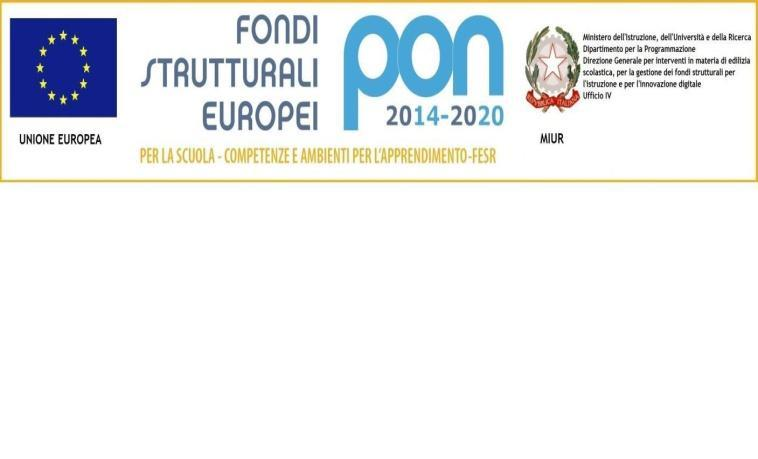 UNIONE EUROPEA
FONDI
STRUTTURALI
EUROPEI
pon
2014-2020
PER LA SCUOLA - COMPETENZE E AMBIENTI PER L'APPRENDIMENTO-FESR
REPVBBLICA ITALIANA
MIUR
Ministero dell'Istruzione, dell'Università e della Ricerca
Dipartimento per la Programmazione
Direzione Generale per interventi in materia di edilizia
scolastica, per la gestione dei fondi strutturali per
l'Istruzione e per l'Innovazione digitale
Ufficio IV